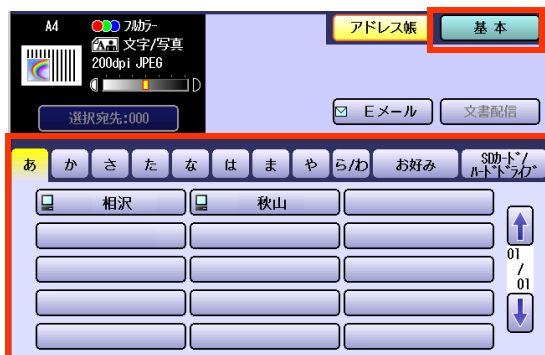 A4 フルカラー アドレス帳 基本
文字/写真
200dpi JPEG
選択宛先:000 Eメール 文書配信
あ か さ た な は ま や ら/わ お好み SDカード/
ハードドライブ
相沢 秋山
01
/
01